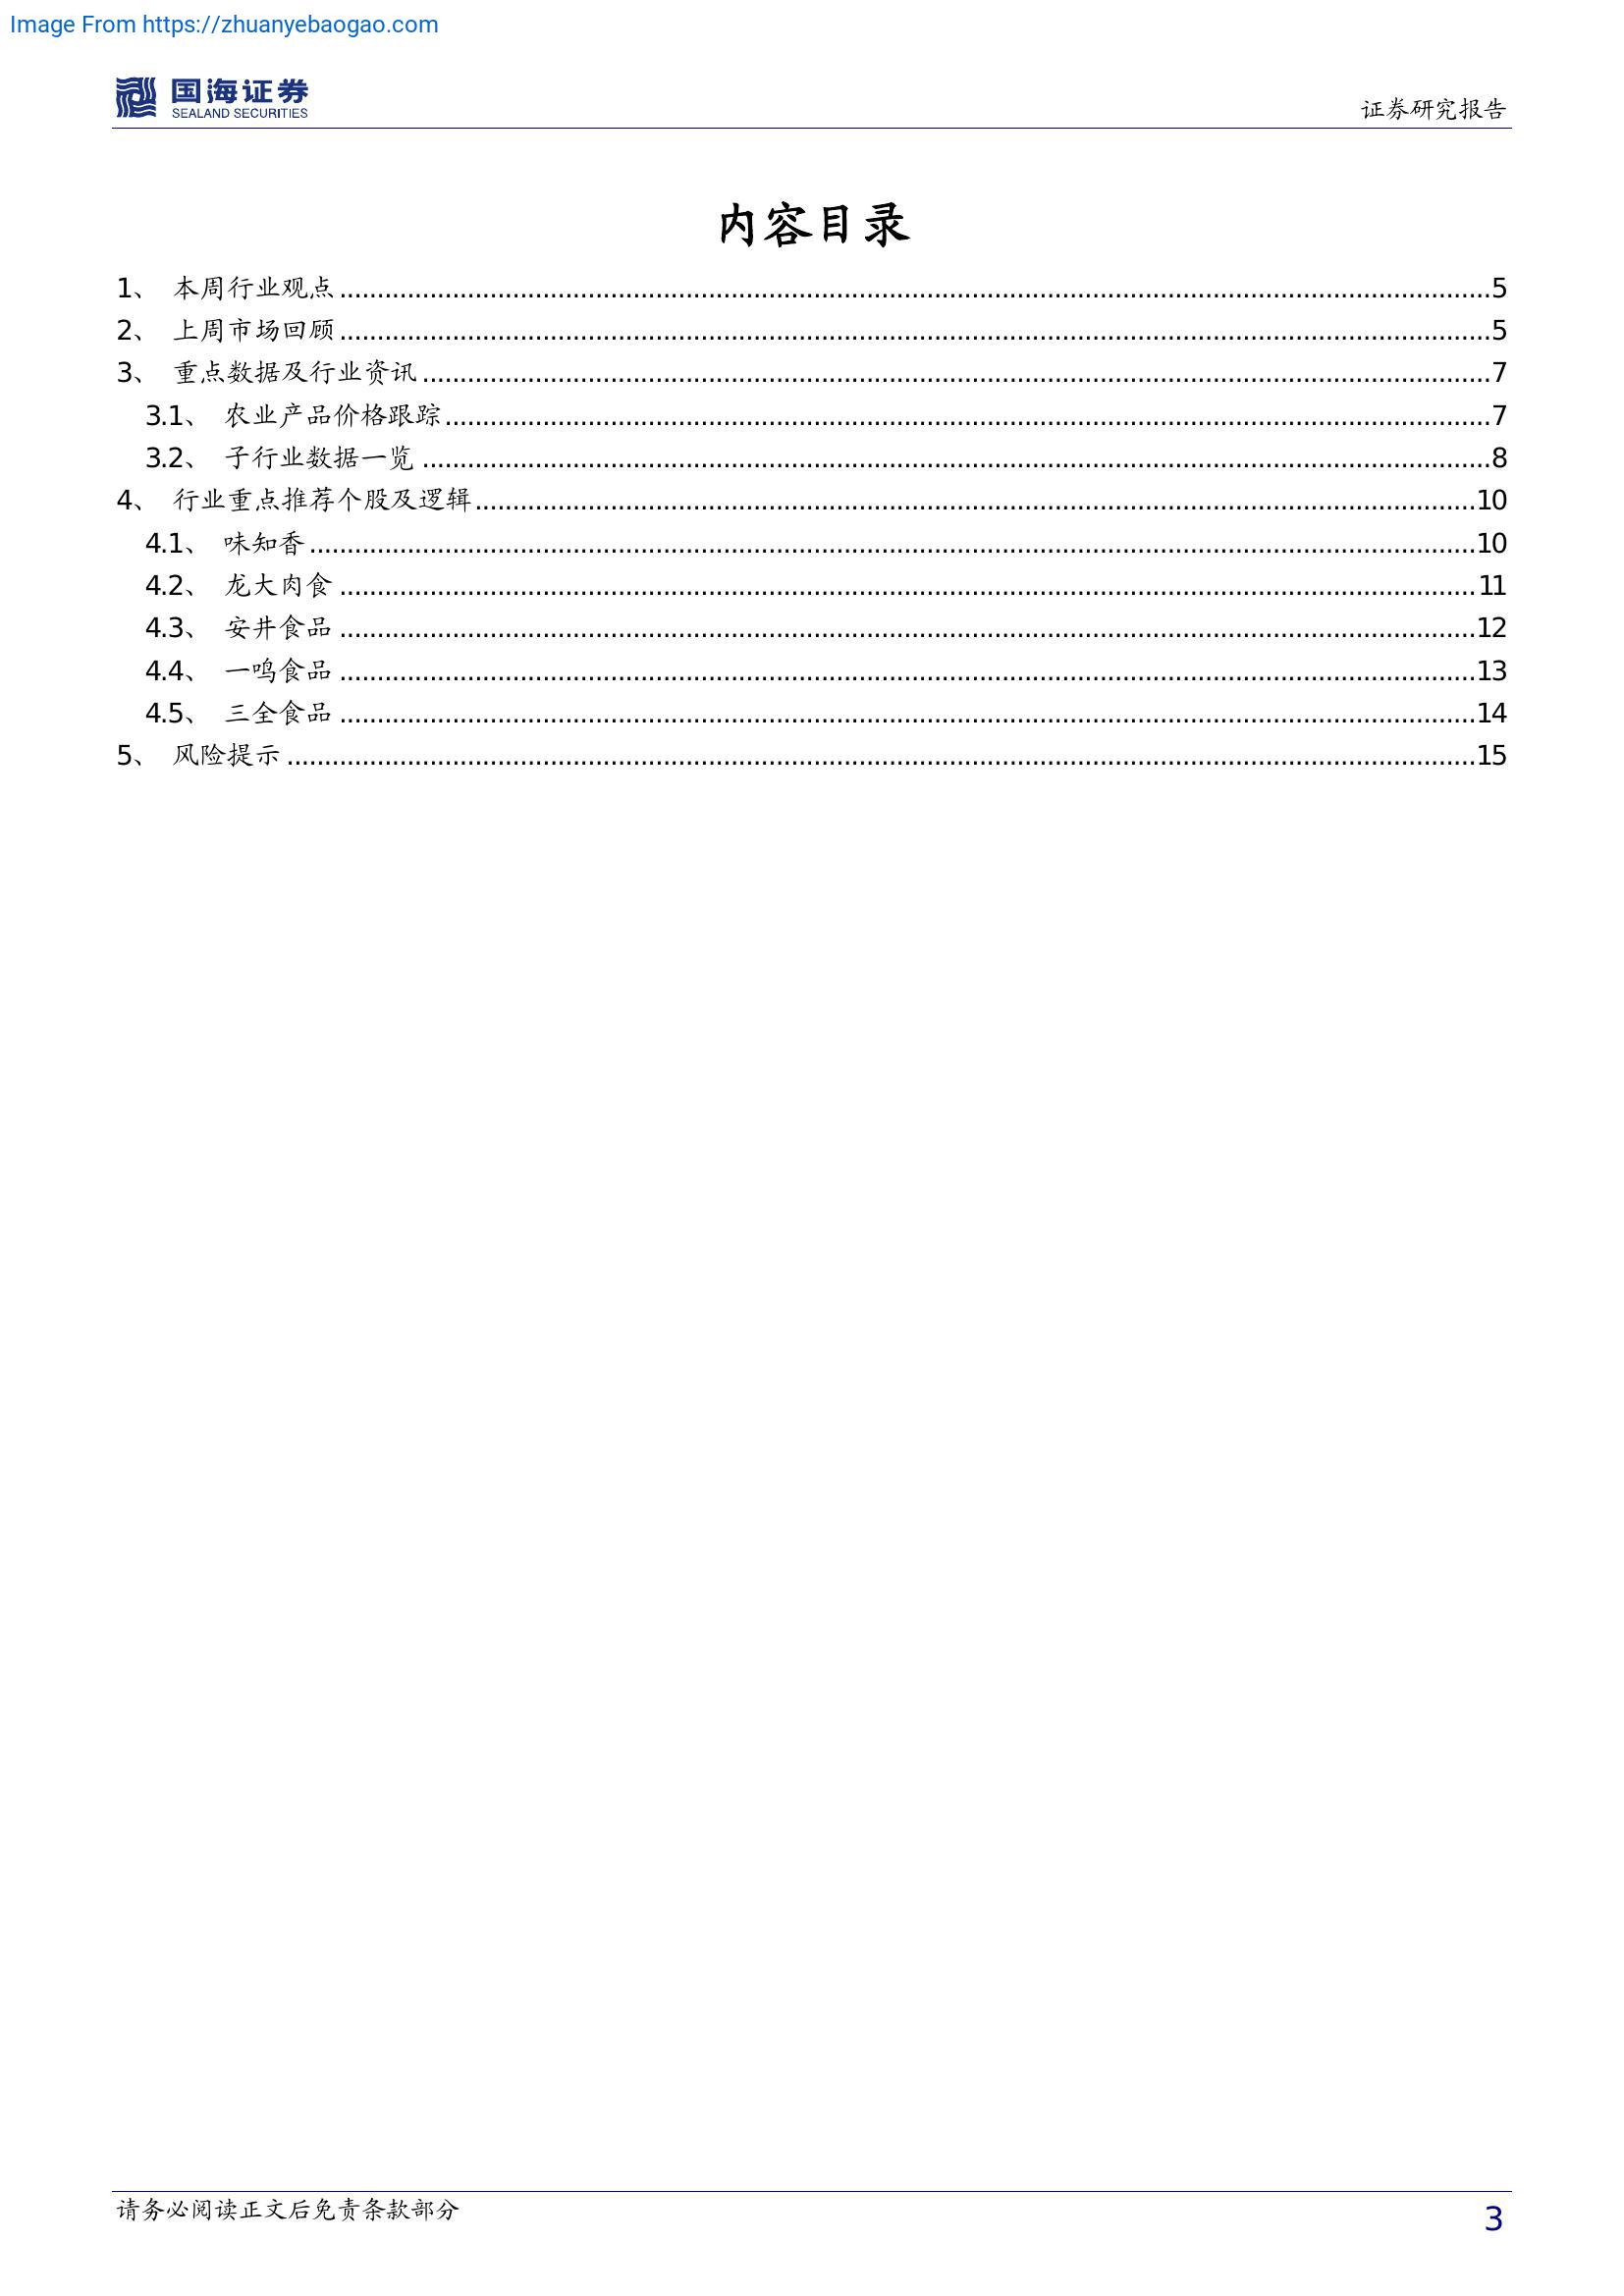 Image From https://zhuanyebaogao.com
国海证券
SEALAND SECURITIES
证券研究报告
内容目录
1、 本周行业观点........................................................................5
2、 上周市场回顾........................................................................5
3、 重点数据及行业资讯........................................................................7
3.1、 农业产品价格跟踪........................................................................7
3.2、 子行业数据一览........................................................................8
4、 行业重点推荐个股及逻辑........................................................................10
4.1、 味知香........................................................................10
4.2、 龙大肉食........................................................................11
4.3、 安井食品........................................................................12
4.4、 一鸣食品........................................................................13
4.5、 三全食品........................................................................14
5、 风险提示........................................................................15
请务必阅读正文后免责条款部分
3